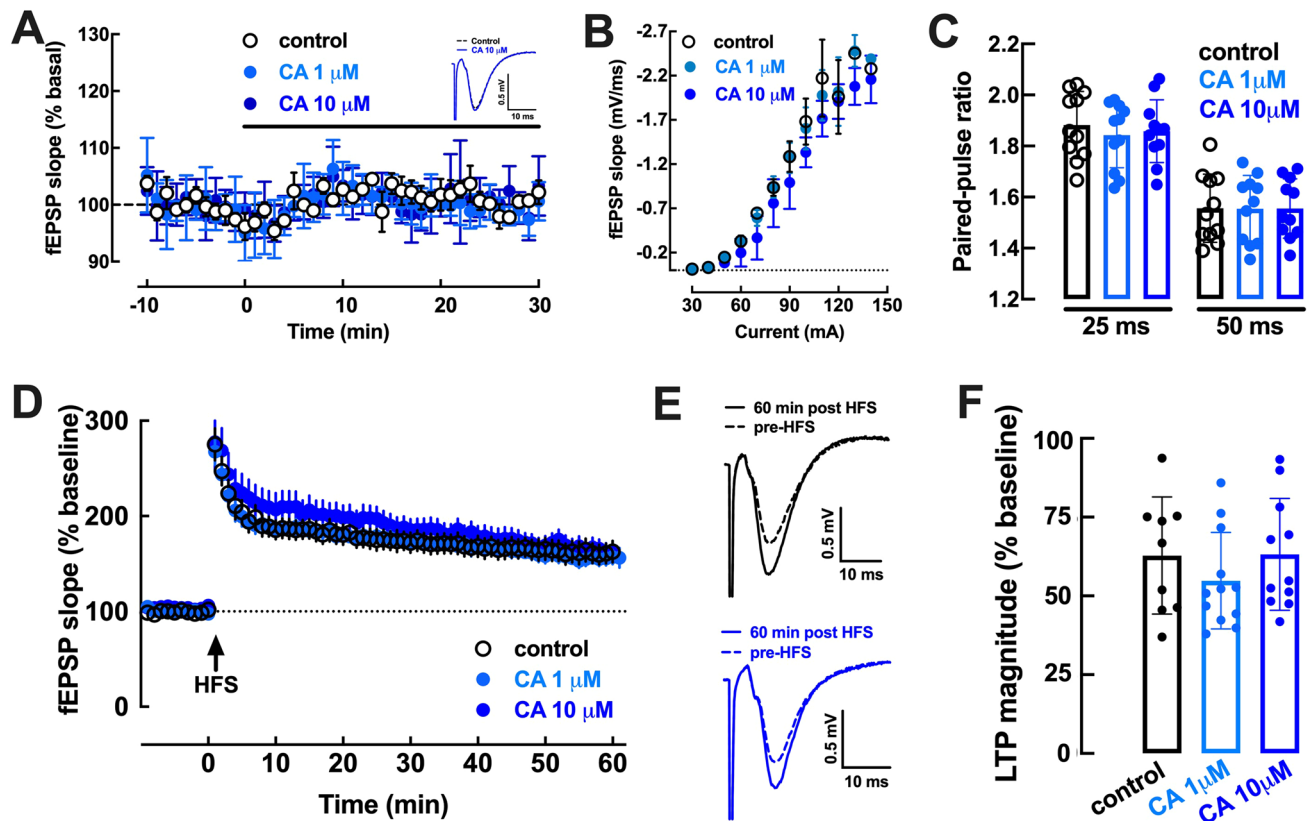 A
fEPSP slope (% basal)
130
120
110
100
90
control
CA 1 μM
CA 10 μM
Control
CA 10 μM
0.5 mV
10 ms
-10
0
10
20
30
Time (min)
B
fEPSP slope (mV/ms)
-2.7
-2.2
-1.7
-1.2
-0.7
-0.2
control
CA 1 μM
CA 10 μM
30
60
90
120
150
Current (mA)
C
Paired-pulse ratio
2.2
2.0
1.8
1.6
1.4
1.2
control
CA 1μM
CA 10μM
25 ms
50 ms
D
fEPSP slope (% baseline)
300
200
100
0
HFS
control
CA 1 μM
CA 10 μM
0
10
20
30
40
50
60
Time (min)
E
60 min post HFS
pre-HFS
0.5 mV
10 ms
60 min post HFS
pre-HFS
0.5 mV
10 ms
F
LTP magnitude (% baseline)
100
75
50
25
0
control
CA 1μM
CA 10μM